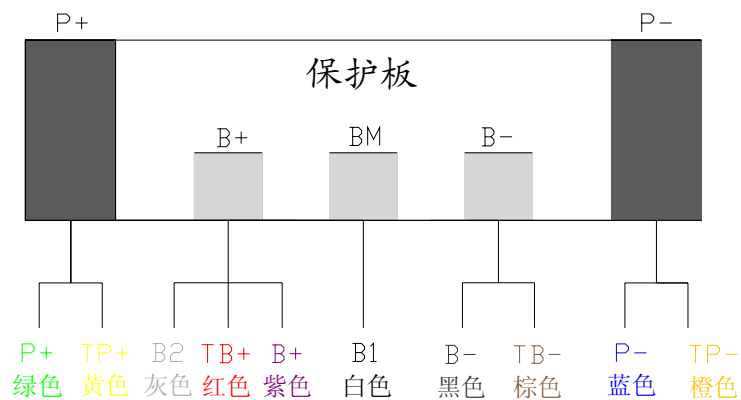 P+ P-
保护板
B+ BM B-
P+ TP+ B2 TB+ B+ B1 B- TB- P- TP-
绿色 黄色 灰色 红色 紫色 白色 黑色 棕色 蓝色 橙色